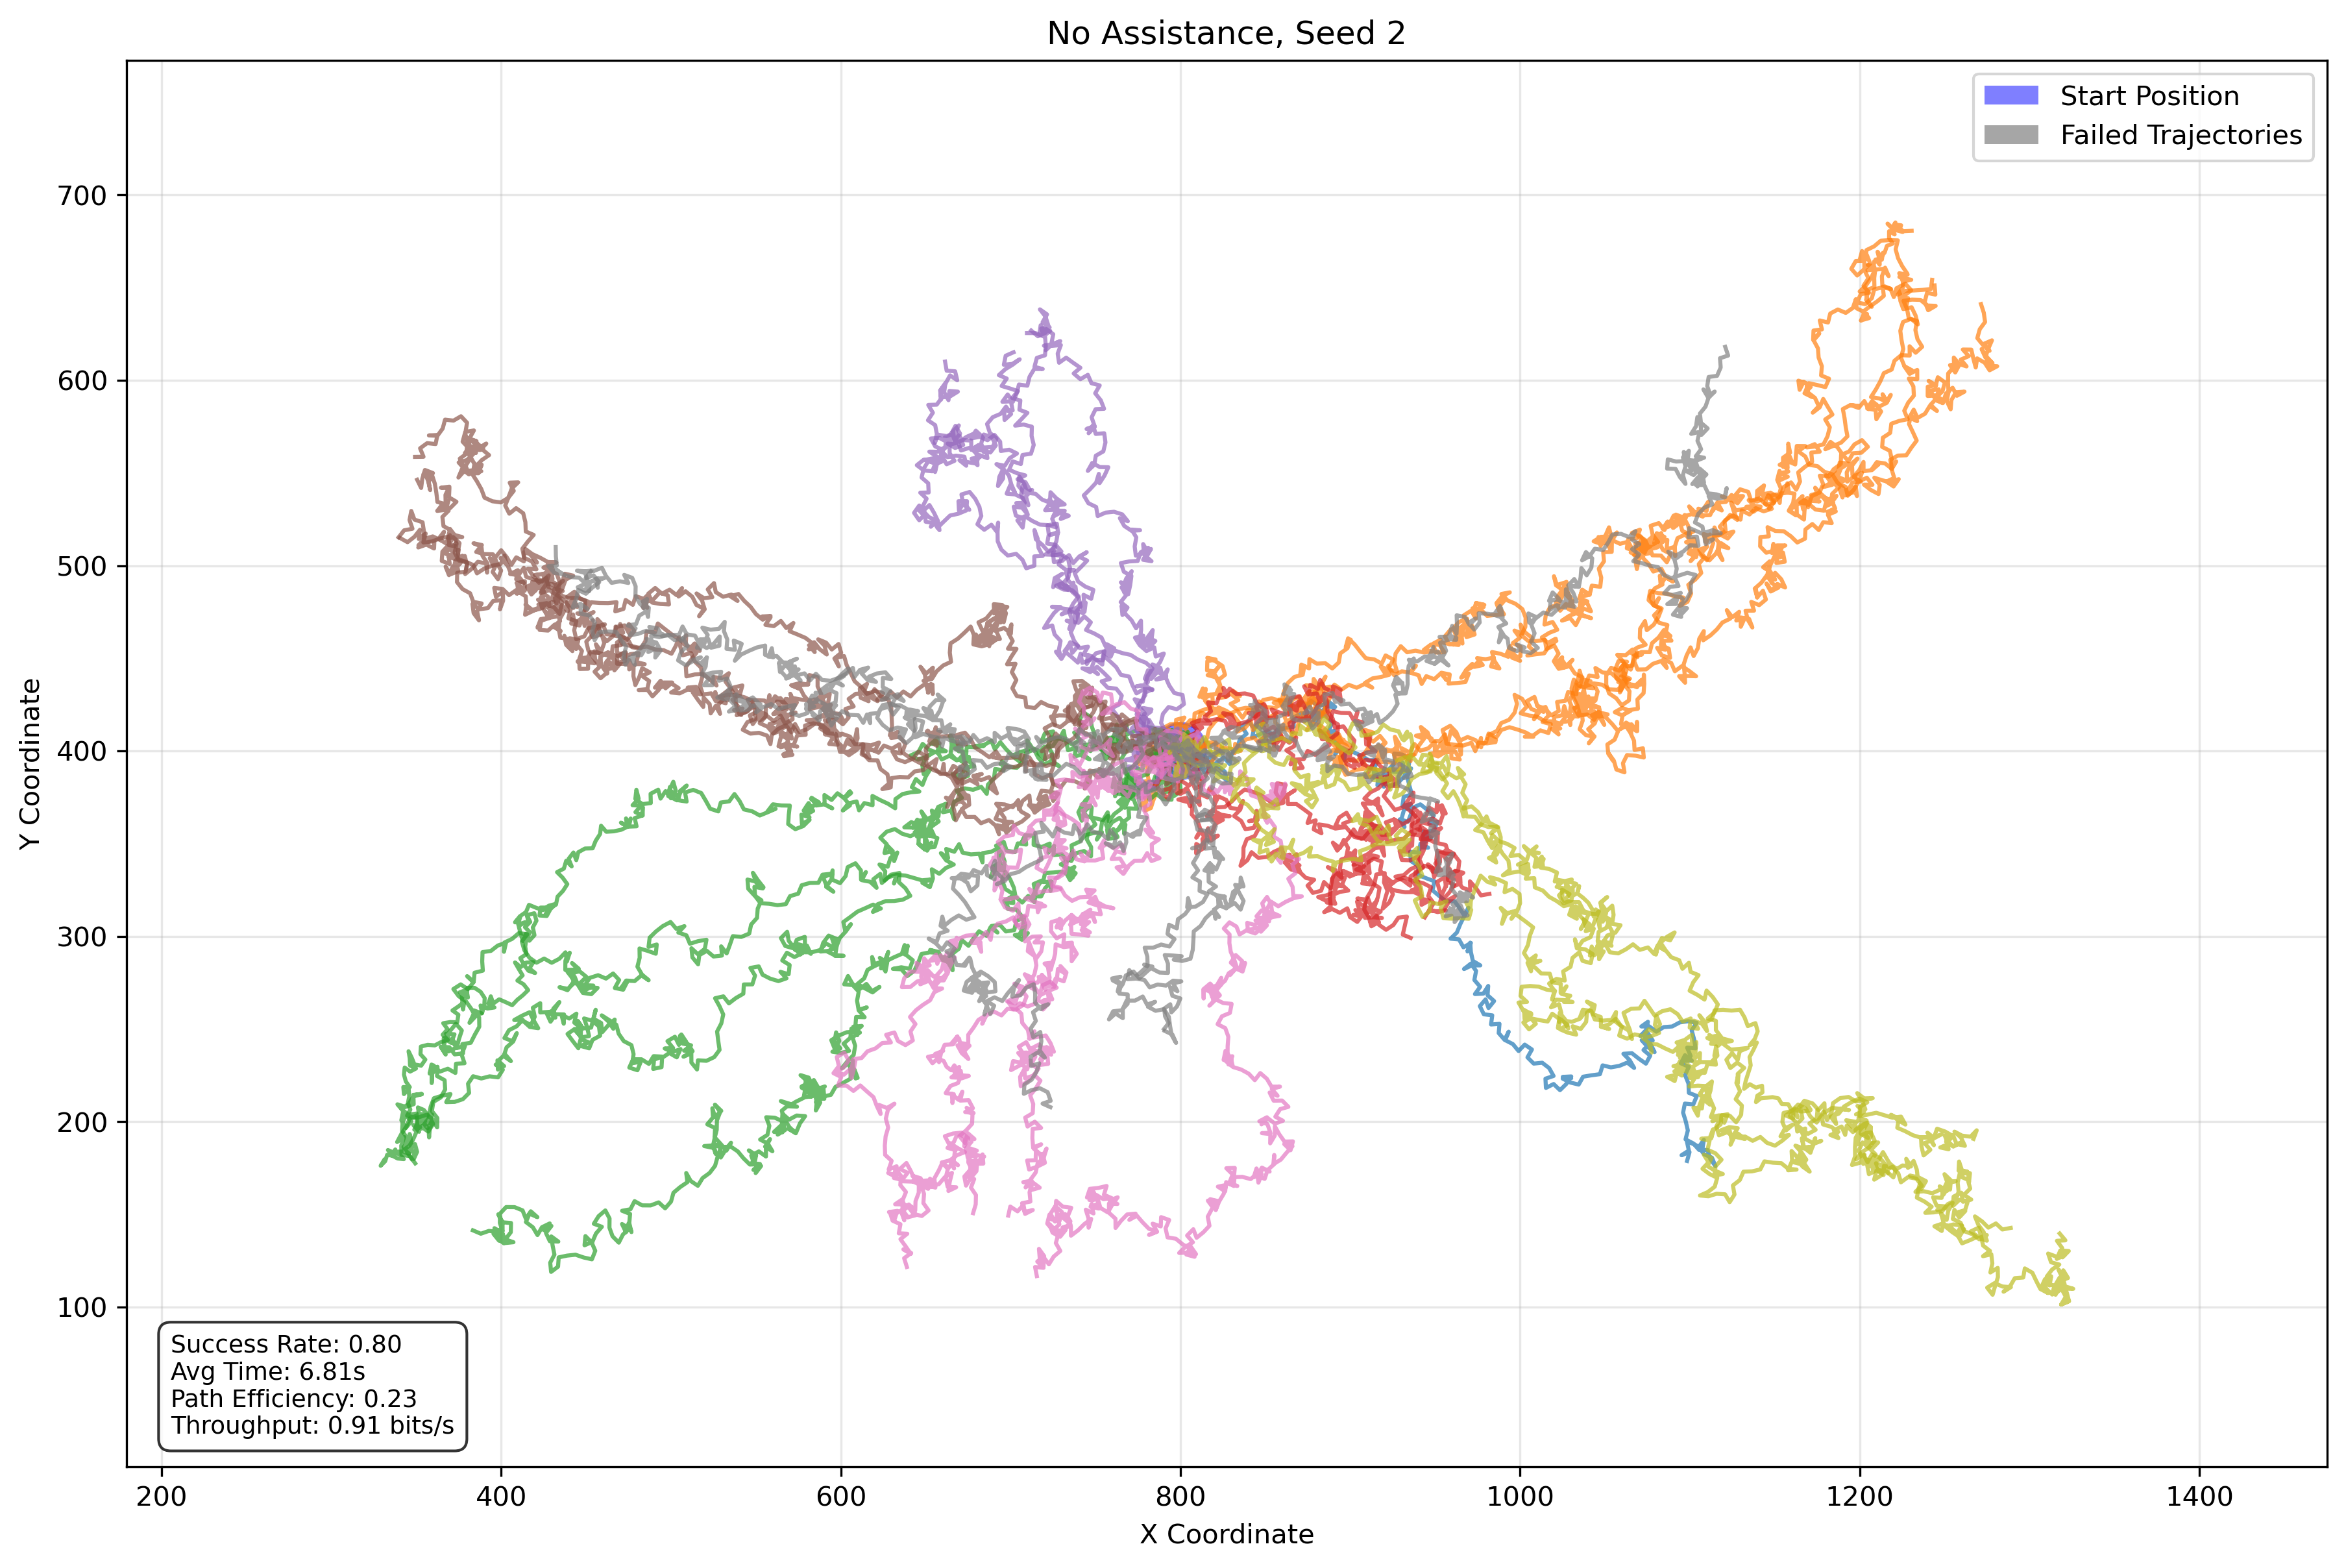 No Assistance, Seed 2
Start Position
Failed Trajectories
Y Coordinate
700
600
500
400
300
200
100
Success Rate: 0.80
Avg Time: 6.81s
Path Efficiency: 0.23
Throughput: 0.91 bits/s
200 400 600 800 1000 1200 1400
X Coordinate